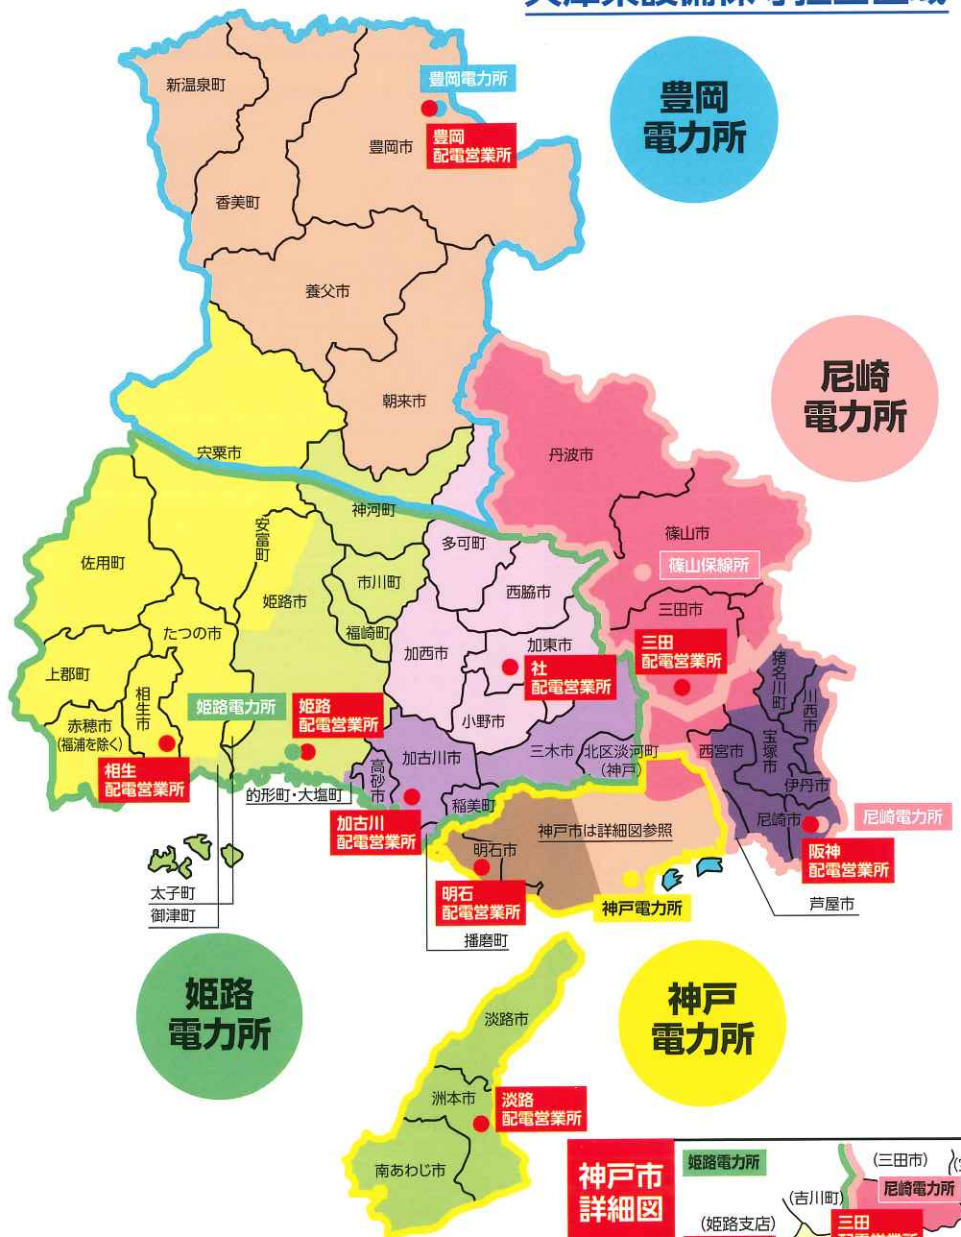 新温泉町
豊岡電力所
豊岡
電力所
豊岡市
豊岡
配電営業所
香美町
養父市
朝来市
尼崎
電力所
宍粟市
丹波市
神河町
安富町
多可町
篠山市
佐用町
篠山保線所
市川町
西脇市
姫路市
三田市
たつの市
福崎町
加東市
三田
配電営業所
加西市
猪名川町
上郡町
社
配電営業所
川西市
相生市
姫路電力所
姫路
配電営業所
小野市
赤穂市
(福浦を除く)
宝塚市
加古川市
三木市
北区淡河町
(神戸)
西宮市
高砂市
伊丹市
相生
配電営業所
的形町・大塩町
稲美町
尼崎市
尼崎電力所
加古川
配電営業所
神戸市は詳細図参照
明石市
阪神
配電営業所
太子町
明石
配電営業所
神戸電力所
芦屋市
御津町
播磨町
姫路
電力所
神戸
電力所
淡路市
洲本市
淡路
配電営業所
南あわじ市
神戸市
詳細図
姫路電力所
(三田市)
尼崎電力所
(吉川町)
(姫路支店)
三田